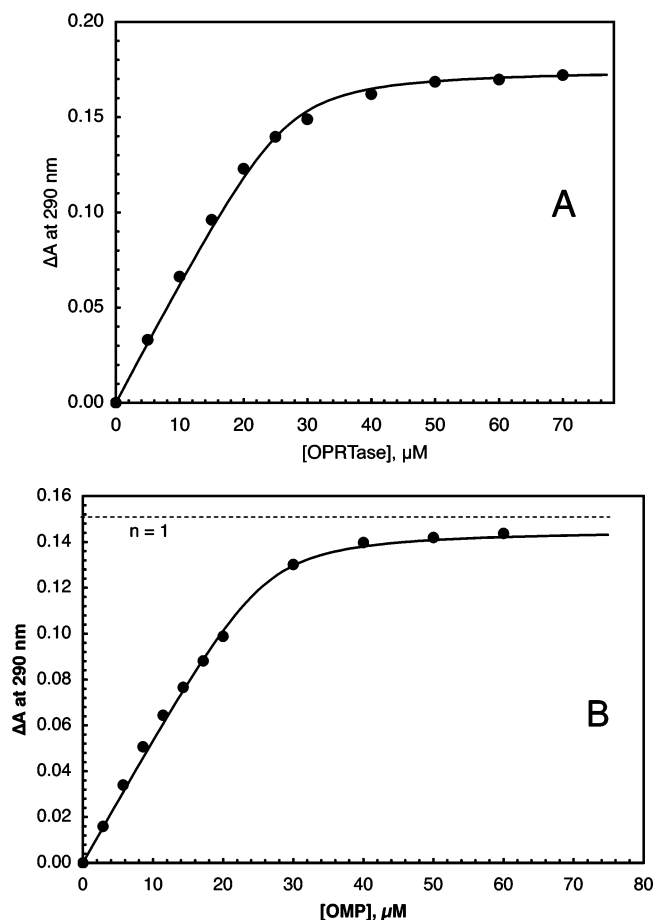 0.20
0.15
0.10
0.05
0.00
ΔA at 290 nm
A
0 10 20 30 40 50 60 70
[OPRTase], µM
0.16
0.14
0.12
0.10
0.08
0.06
0.04
0.02
0.00
ΔA at 290 nm
n = 1
B
0 10 20 30 40 50 60 70 80
[OMP], µM